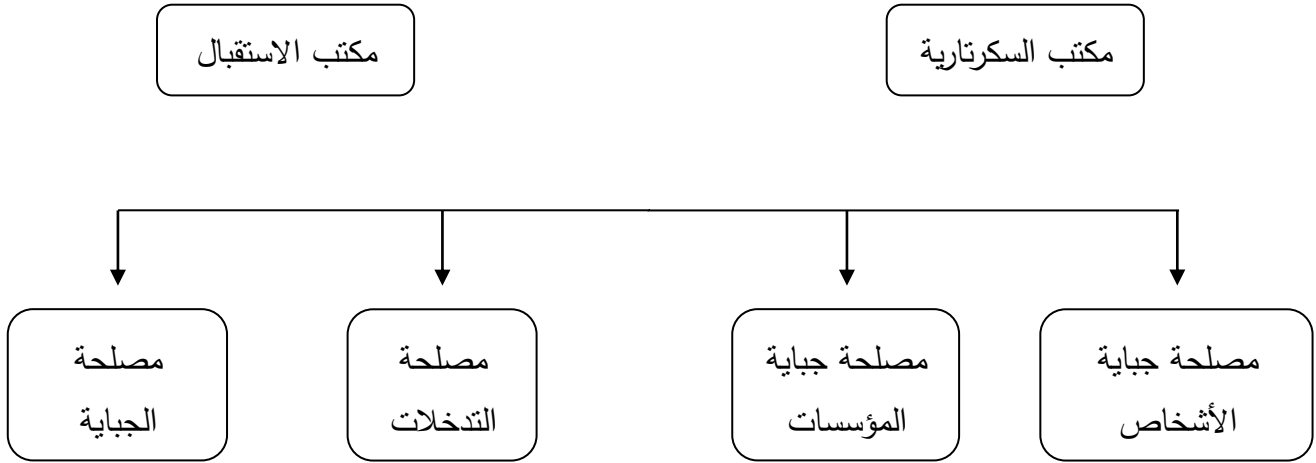 مكتب السكرتارية
مكتب الاستقبال
مصلحة جباية
الأشخاص
مصلحة جباية
المؤسسات
مصلحة
التدخلات
مصلحة
الجباية